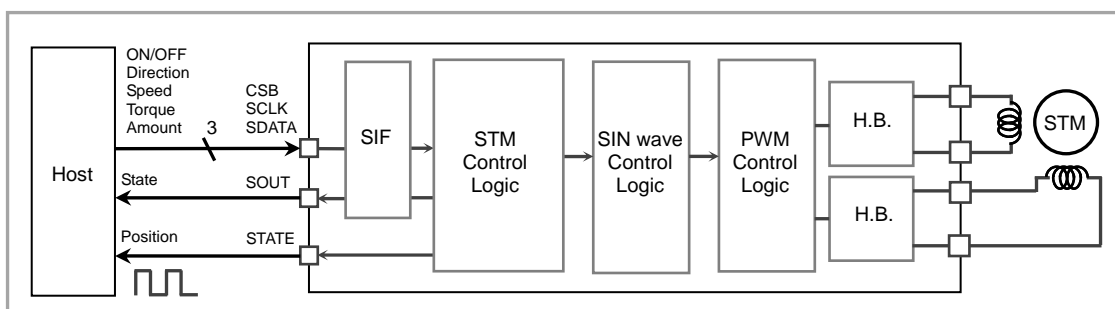 ON/OFF
Direction
Speed
Torque
Amount
3
CSB
SCLK
SDATA
Host
State
SOUT
Position
STATE
SIF
STM
Control
Logic
SIN wave
Control
Logic
PWM
Control
Logic
H.B.
H.B.
STM